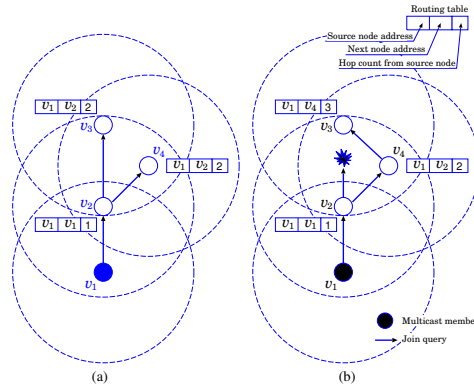 Routing table
Source node address
Next node address
Hop count from source node
v1 v2 2
v3
v4
v1 v2 2
v2
v1 v1 1
v1
(a)
v1 v4 3
v3
v4
v1 v2 2
v2
v1 v1 1
v1
Multicast membe
Join query
(b)